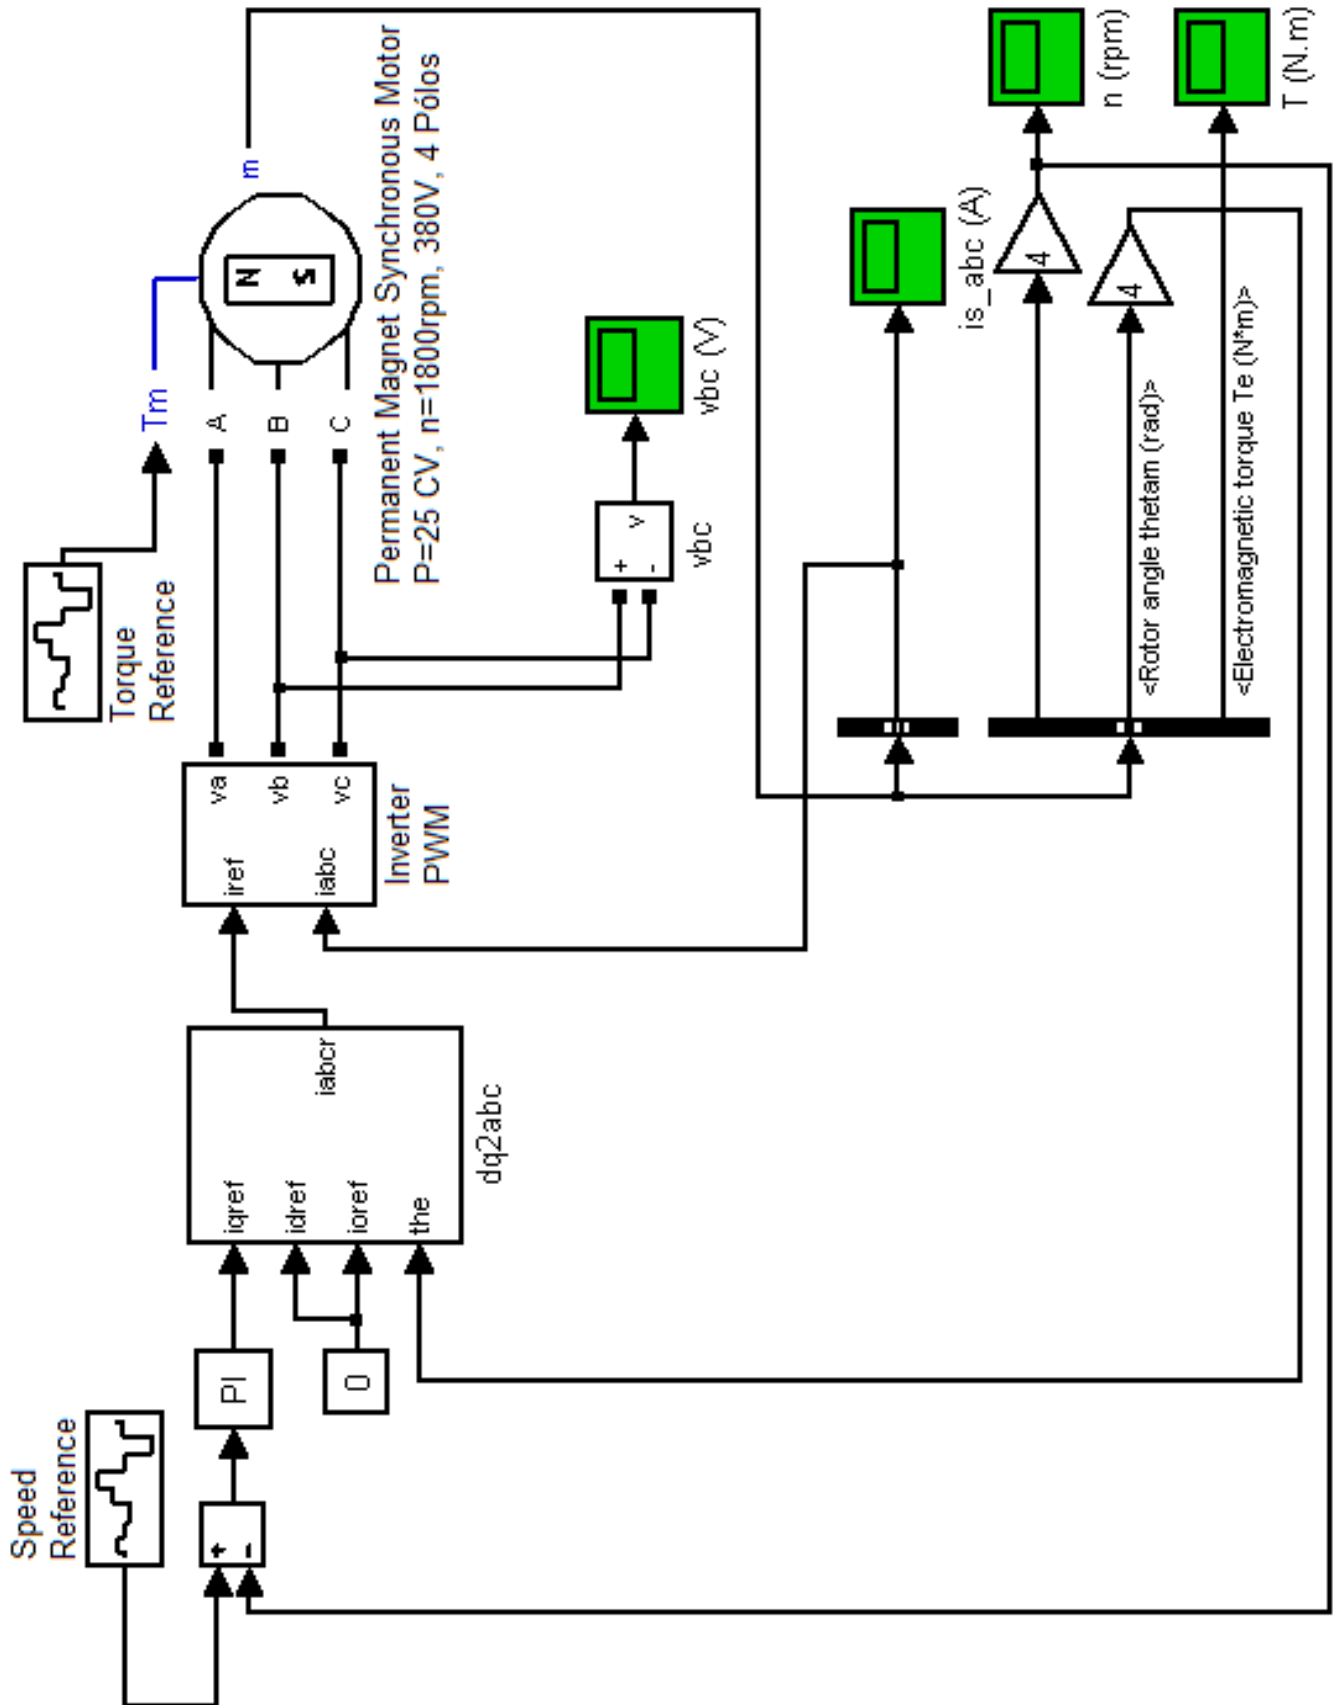 Speed
Reference
PI
0
iqref
idref
ioref
the
iabcr
dq2abc
iref
iabc
va
vb
vc
Inverter
PWM
Torque
Reference
Tm
A
B
C
N
S
m
Permanent Magnet Synchronous Motor
P=25 CV, n=1800rpm, 380V, 4 Pólos
+
-
v
vbc
vbc (V)
is_abc (A)
4
n (rpm)
4
<Rotor angle thetam (rad)>
<Electromagnetic torque Te (N*m)>
T (N.m)
+
-